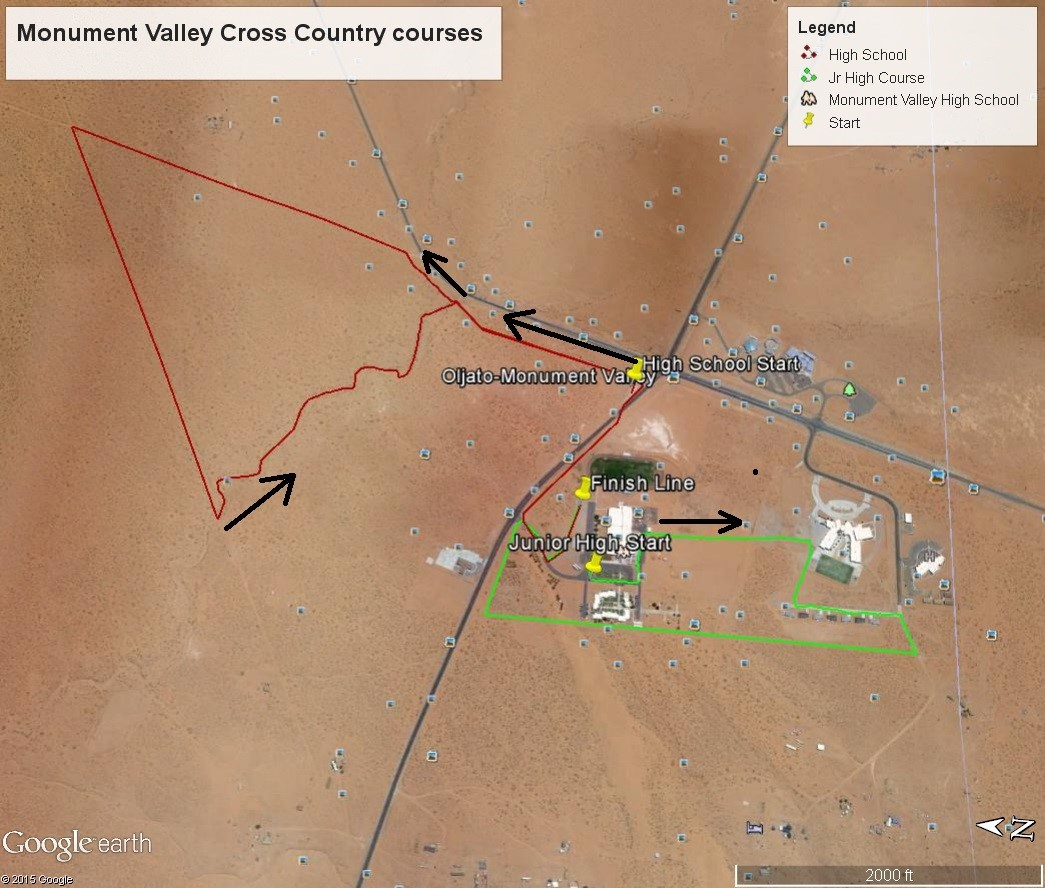 Monument Valley Cross Country courses
Legend
High School
Jr High Course
Monument Valley High School
Start
High School Start
Oljato-Monument Valley
Finish Line
Junior High Start
H
N
Google earth
© 2015 Google
2000 ft